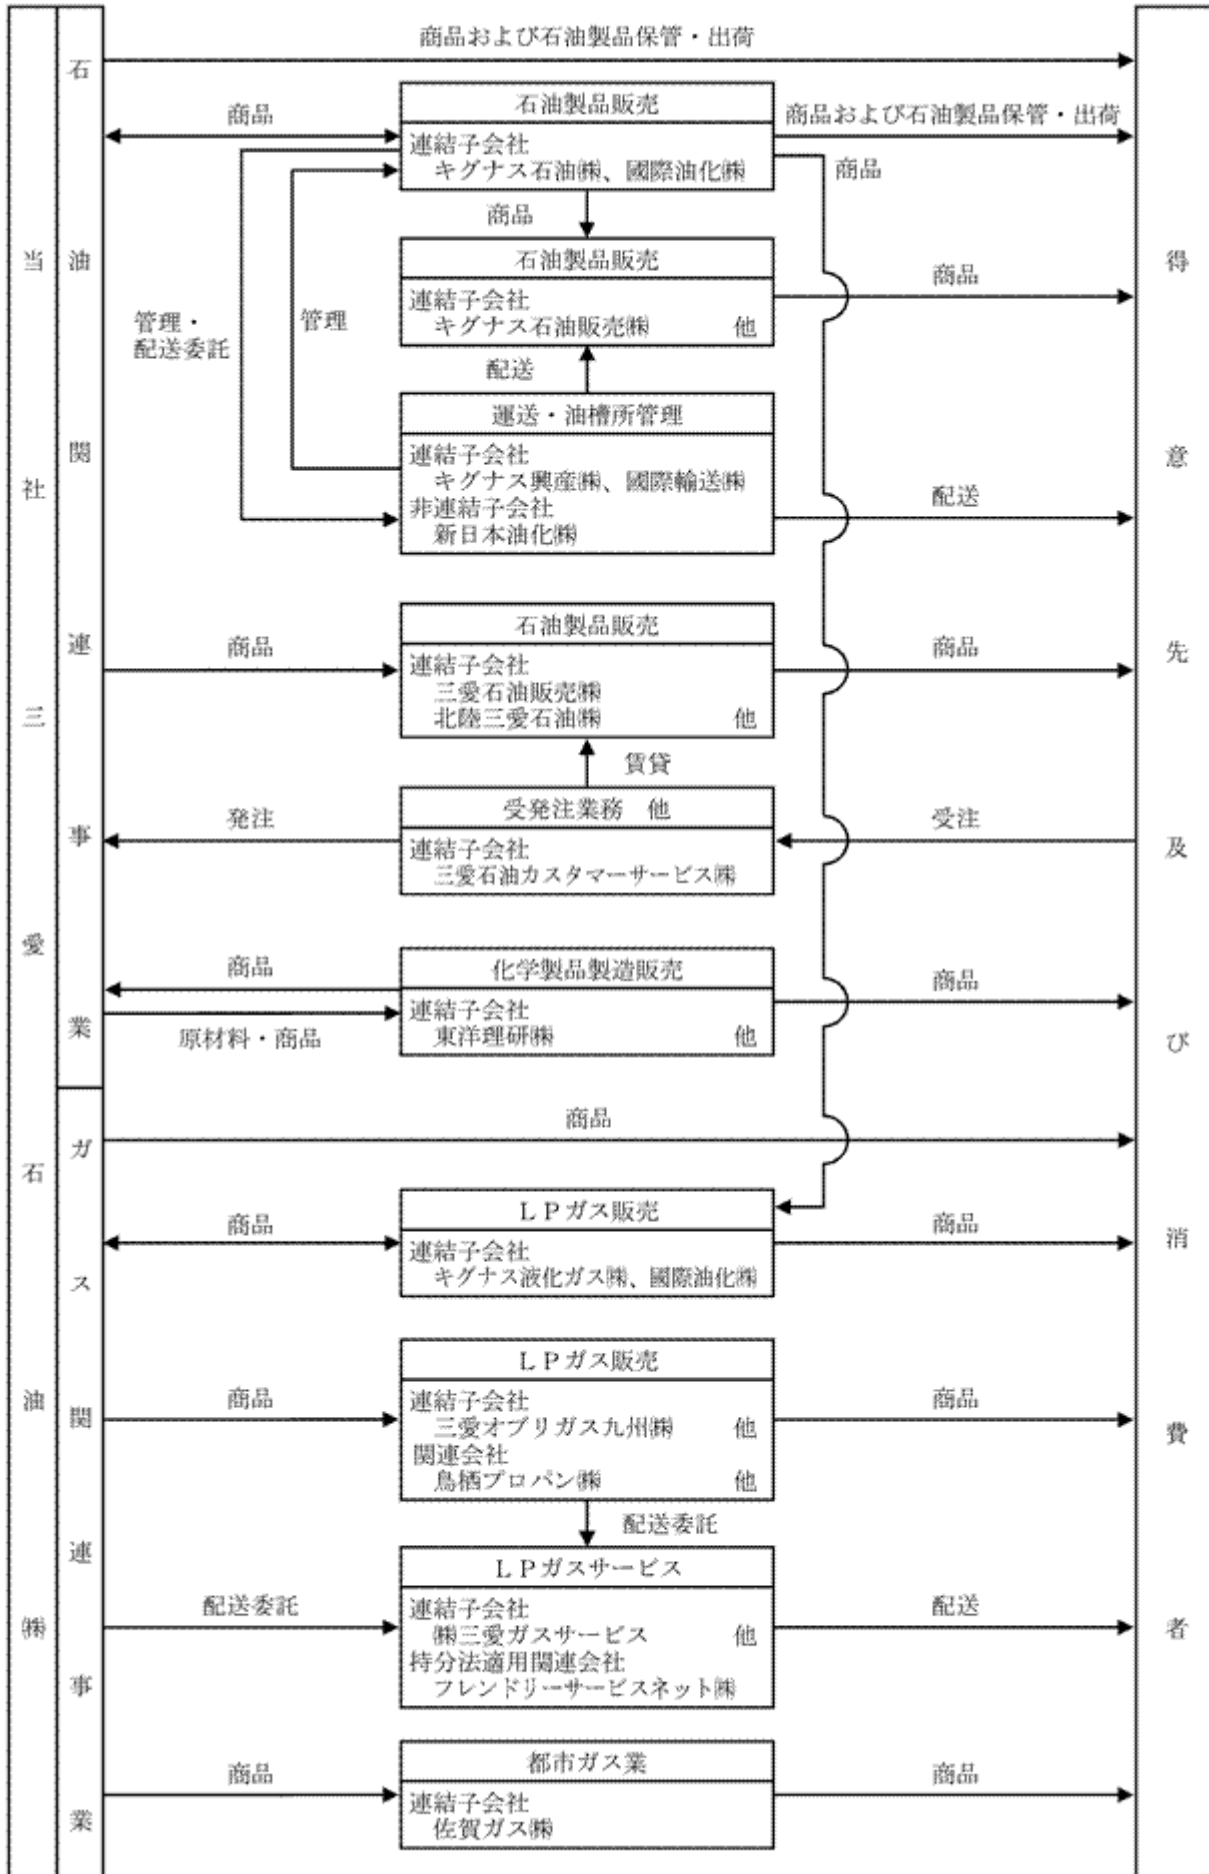 当社三愛石油㈱
石油関連事業
ガス関連事業
得意先及び消費者
商品および石油製品保管・出荷
石油製品販売
商品
商品および石油製品保管・出荷
連結子会社
キグナス石油㈱、國際油化㈱
商品
商品
石油製品販売
商品
連結子会社
キグナス石油販売㈱ 他
管理・
配送委託
管理
配送
運送・油槽所管理
連結子会社
キグナス興産㈱、國際輸送㈱
非連結子会社
新日本油化㈱
配送
石油製品販売
商品
商品
連結子会社
三愛石油販売㈱
北陸三愛石油㈱ 他
賃貸
受発注業務 他
発注
受注
連結子会社
三愛石油カスタマーサービス㈱
化学製品製造販売
商品
商品
連結子会社
東洋理研㈱ 他
原材料・商品
商品
LPガス販売
商品
商品
連結子会社
キグナス液化ガス㈱、國際油化㈱
LPガス販売
商品
商品
連結子会社
三愛オブリガス九州㈱ 他
関連会社
鳥栖プロパン㈱ 他
配送委託
LPガスサービス
配送委託
配送
連結子会社
㈱三愛ガスサービス 他
持分法適用関連会社
フレンドリーサービスネット㈱
都市ガス業
商品
商品
連結子会社
佐賀ガス㈱